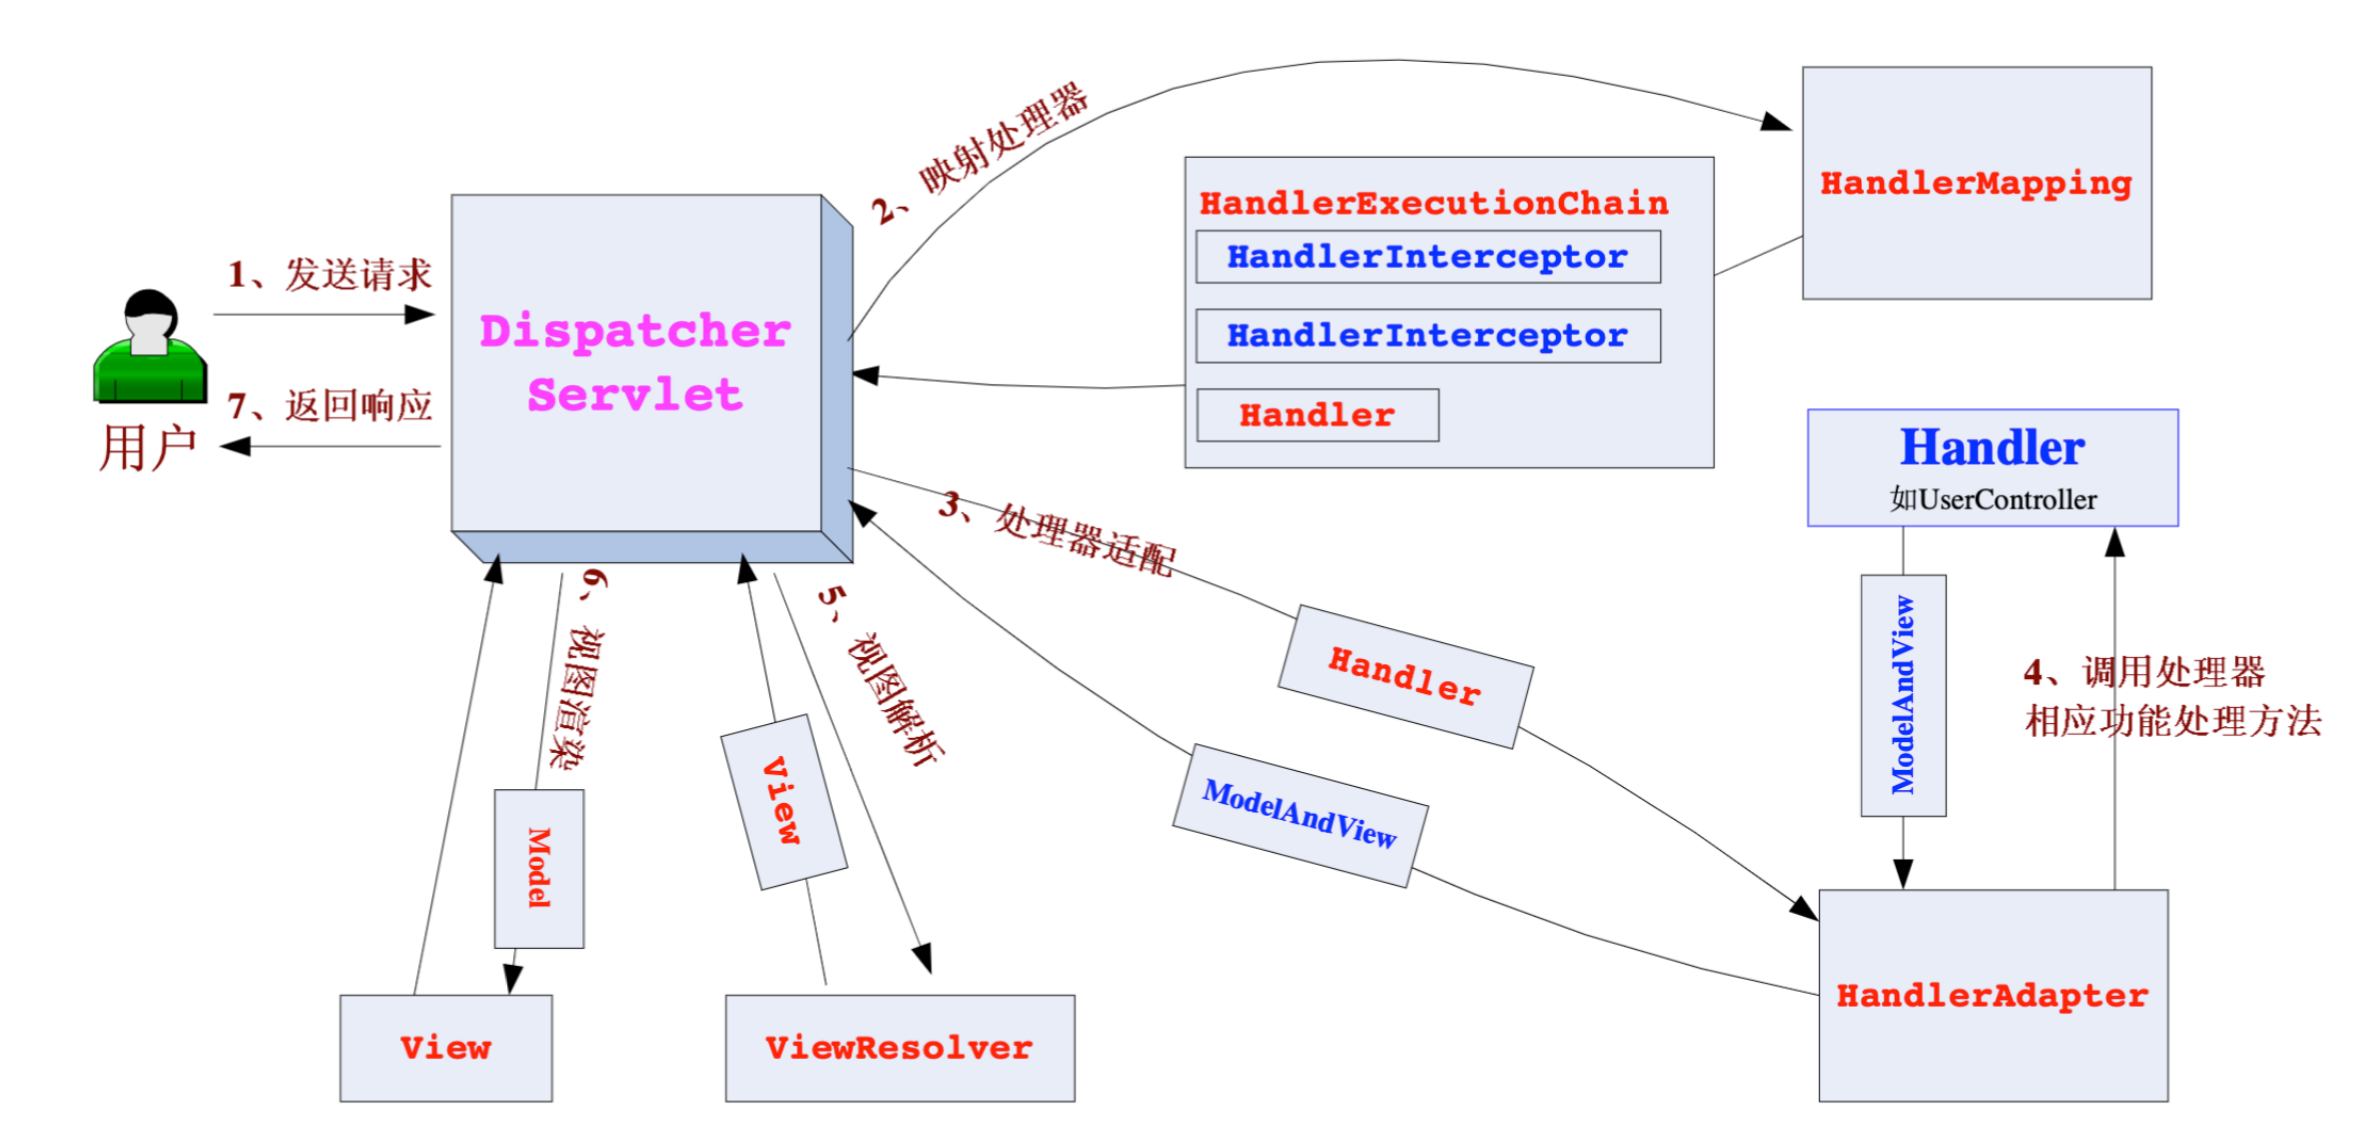 1、发送请求
7、返回响应
用户
Dispatcher
Servlet
2、映射处理器
HandlerMapping
HandlerExecutionChain
HandlerInterceptor
HandlerInterceptor
Handler
3、处理器适配
Handler
ModelAndView
Handler
如UserController
ModelAndView
4、调用处理器
相应功能处理方法
HandlerAdapter
5、视图解析
View
ViewResolver
6、视图渲染
Model
View